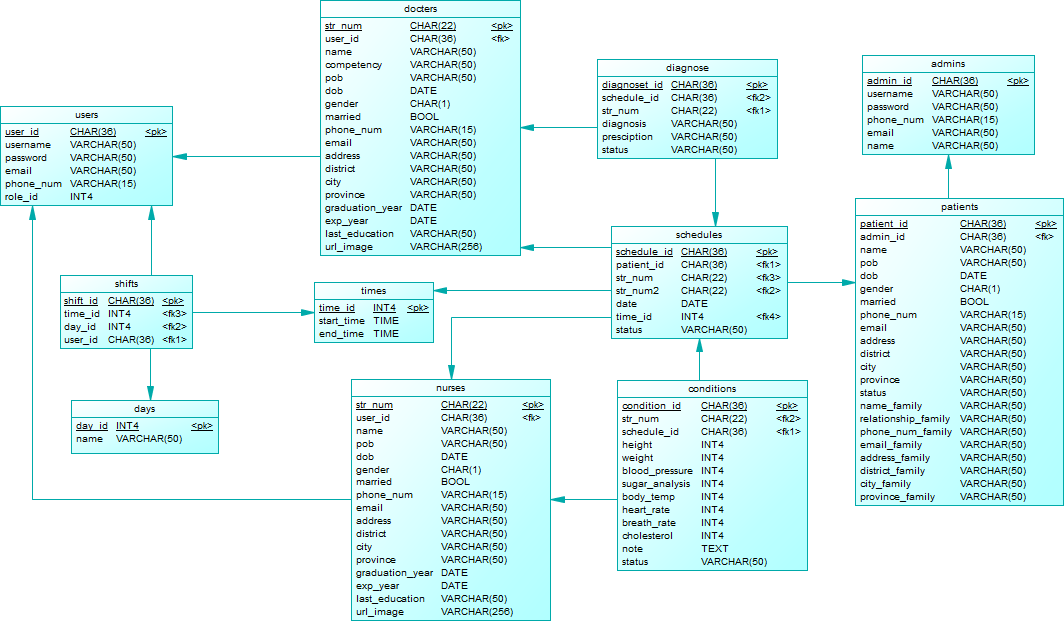 docters
str_num CHAR(22) <pk>
user_id CHAR(36) <fk>
name VARCHAR(50)
competency VARCHAR(50)
pob VARCHAR(50)
dob DATE
gender CHAR(1)
married BOOL
phone_num VARCHAR(15)
email VARCHAR(50)
address VARCHAR(50)
district VARCHAR(50)
city VARCHAR(50)
province VARCHAR(50)
graduation_year DATE
exp_year DATE
last_education VARCHAR(50)
url_image VARCHAR(256)
diagnose
diagnoset_id CHAR(36) <pk>
schedule_id CHAR(36) <fk2>
str_num CHAR(22) <fk1>
diagnosis VARCHAR(50)
presciption VARCHAR(50)
status VARCHAR(50)
admins
admin_id CHAR(36) <pk>
username VARCHAR(50)
password VARCHAR(50)
phone_num VARCHAR(15)
email VARCHAR(50)
name VARCHAR(50)
users
user_id CHAR(36) <pk>
username VARCHAR(50)
password VARCHAR(50)
email VARCHAR(50)
phone_num VARCHAR(15)
role_id INT4
patients
patient_id CHAR(36) <pk>
admin_id CHAR(36) <fk>
name VARCHAR(50)
pob VARCHAR(50)
dob DATE
gender CHAR(1)
married BOOL
phone_num VARCHAR(15)
email VARCHAR(50)
address VARCHAR(50)
district VARCHAR(50)
city VARCHAR(50)
province VARCHAR(50)
status VARCHAR(50)
name_family VARCHAR(50)
relationship_family VARCHAR(50)
phone_num_family VARCHAR(50)
email_family VARCHAR(50)
address_family VARCHAR(50)
district_family VARCHAR(50)
city_family VARCHAR(50)
province_family VARCHAR(50)
schedules
schedule_id CHAR(36) <pk>
patient_id CHAR(36) <fk1>
str_num CHAR(22) <fk3>
str_num2 CHAR(22) <fk2>
date DATE
time_id INT4 <fk4>
status VARCHAR(50)
shifts
shift_id CHAR(36) <pk>
time_id INT4 <fk3>
day_id INT4 <fk2>
user_id CHAR(36) <fk1>
times
time_id INT4 <pk>
start_time TIME
end_time TIME
days
day_id INT4 <pk>
name VARCHAR(50)
nurses
str_num CHAR(22) <pk>
user_id CHAR(36) <fk>
name VARCHAR(50)
pob VARCHAR(50)
dob DATE
gender CHAR(1)
married BOOL
phone_num VARCHAR(15)
email VARCHAR(50)
address VARCHAR(50)
district VARCHAR(50)
city VARCHAR(50)
province VARCHAR(50)
graduation_year DATE
exp_year DATE
last_education VARCHAR(50)
url_image VARCHAR(256)
conditions
condition_id CHAR(36) <pk>
str_num CHAR(22) <fk2>
schedule_id CHAR(36) <fk1>
height INT4
weight INT4
blood_pressure INT4
sugar_analysis INT4
body_temp INT4
heart_rate INT4
breath_rate INT4
cholesterol INT4
note TEXT
status VARCHAR(50)